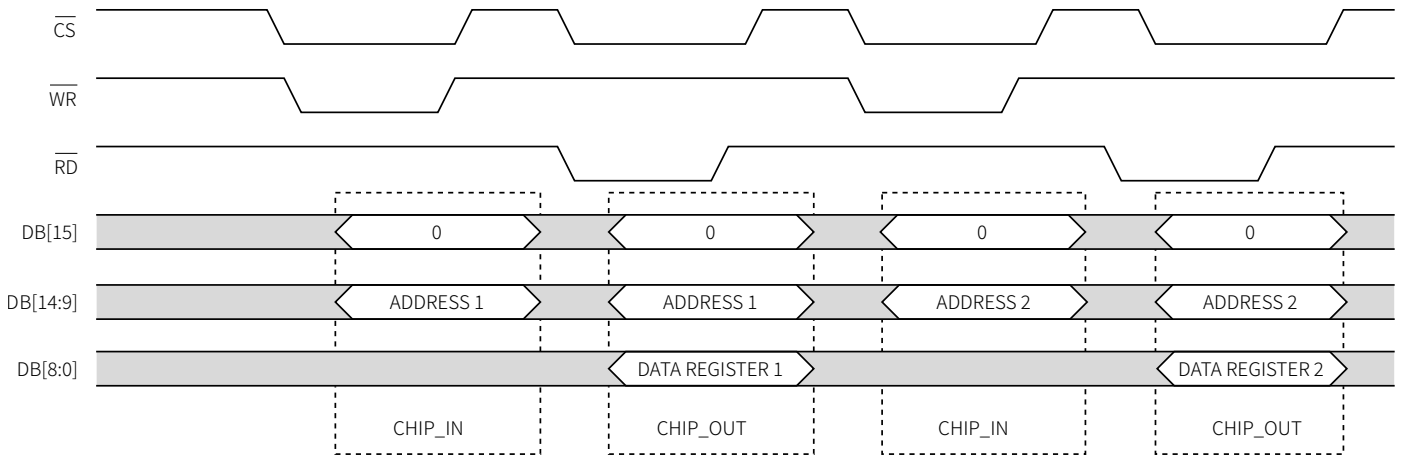 CS
WR
RD
DB[15] 0 0 0 0
DB[14:9] ADDRESS 1 ADDRESS 1 ADDRESS 2 ADDRESS 2
DB[8:0] DATA REGISTER 1 DATA REGISTER 2
CHIP_IN CHIP_OUT CHIP_IN CHIP_OUT